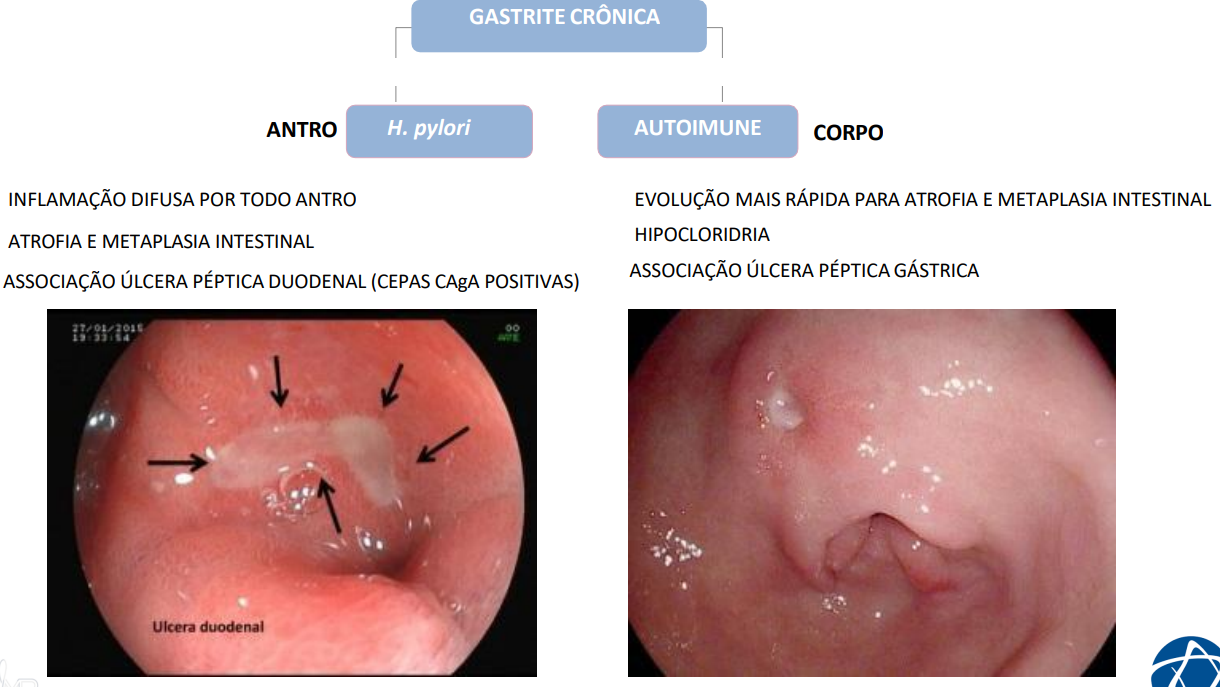 GASTRITE CRÔNICA
ANTRO
H. pylori
AUTOIMUNE
CORPO
INFLAMAÇÃO DIFUSA POR TODO ANTRO
ATROFIA E METAPLASIA INTESTINAL
ASSOCIAÇÃO ÚLCERA PÉPTICA DUODENAL (CEPAS CAgA POSITIVAS)
EVOLUÇÃO MAIS RÁPIDA PARA ATROFIA E METAPLASIA INTESTINAL
HIPOCLORIDRIA
ASSOCIAÇÃO ÚLCERA PÉPTICA GÁSTRICA
27/01/2015
19:33:54
00
Ulcera duodenal